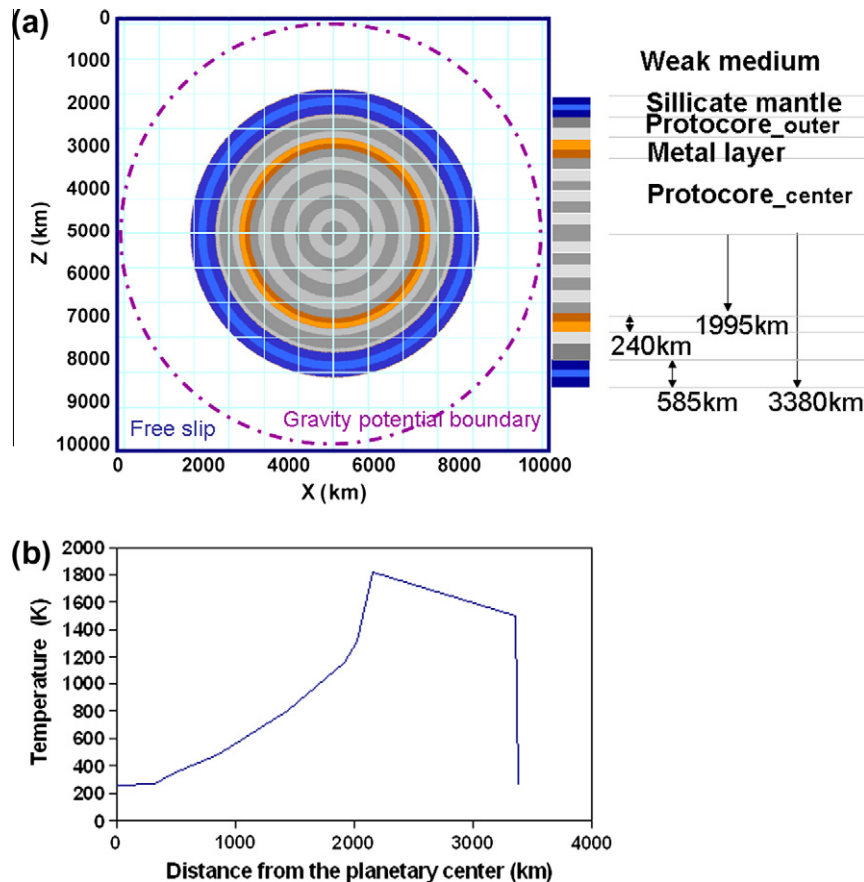 (a)
0
1000
2000
3000
4000
5000
6000
7000
8000
9000
10000
Z (km)
Free slip
Gravity potential boundary
0 2000 4000 6000 8000 10000
X (km)
Weak medium
Sillicate mantle
Protocore_outer
Metal layer
Protocore_center
1995km
240km
585km
3380km
(b)
2000
1800
1600
1400
1200
1000
800
600
400
200
0
Temperature (K)
0 1000 2000 3000 4000
Distance from the planetary center (km)